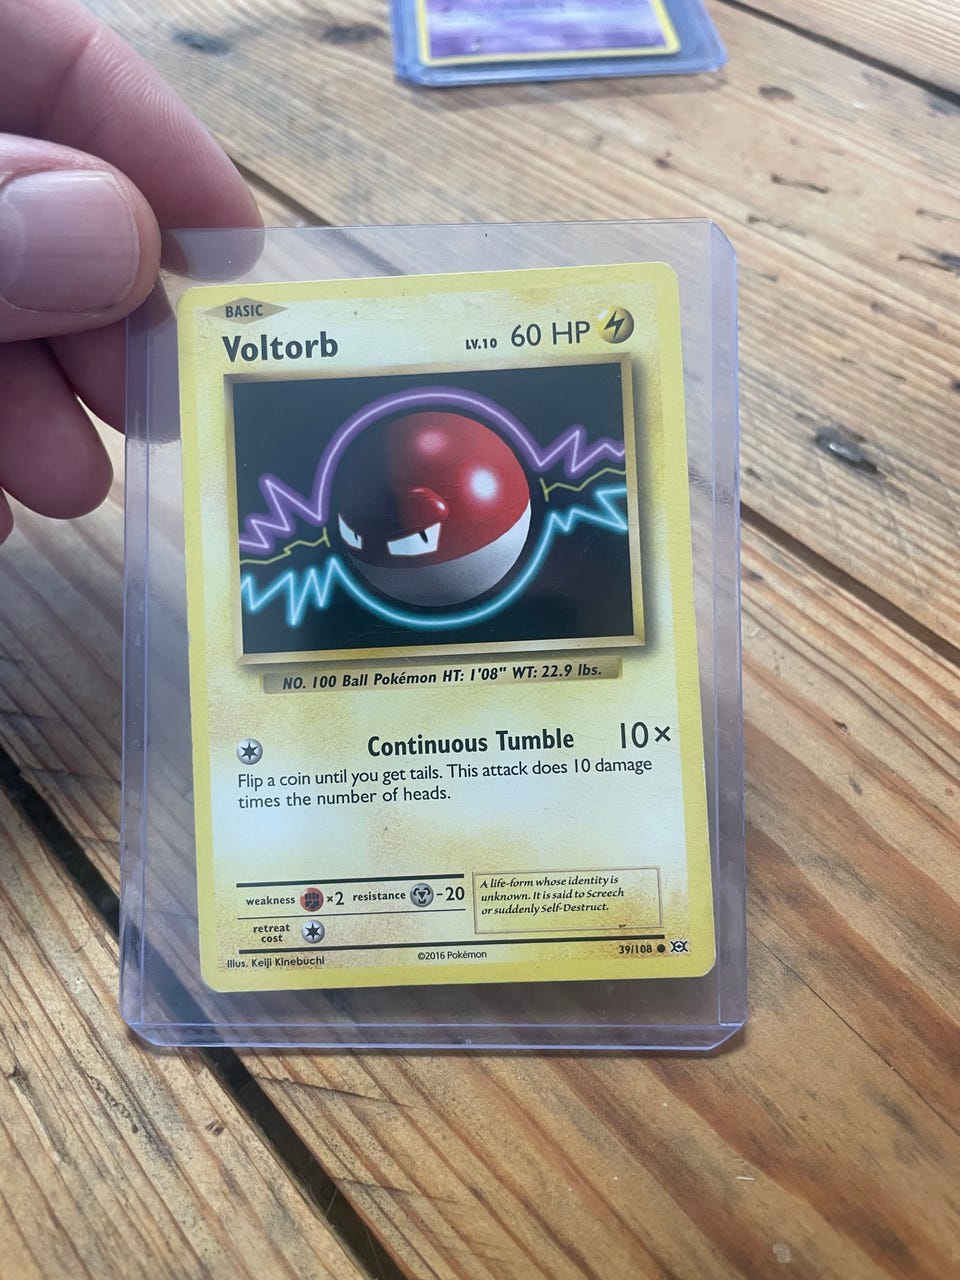 BASIC
Voltorb LV.10 60 HP
NO. 100 Ball Pokémon HT: 1'08" WT: 22.9 lbs.
Continuous Tumble 10×
Flip a coin until you get tails. This attack does 10 damage
times the number of heads.
weakness ×2 resistance -20
A life-form whose identity is
unknown. It is said to Screech
or suddenly Self-Destruct.
retreat
cost
Illus. Keiji Kinebuchi ©2016 Pokémon 39/108